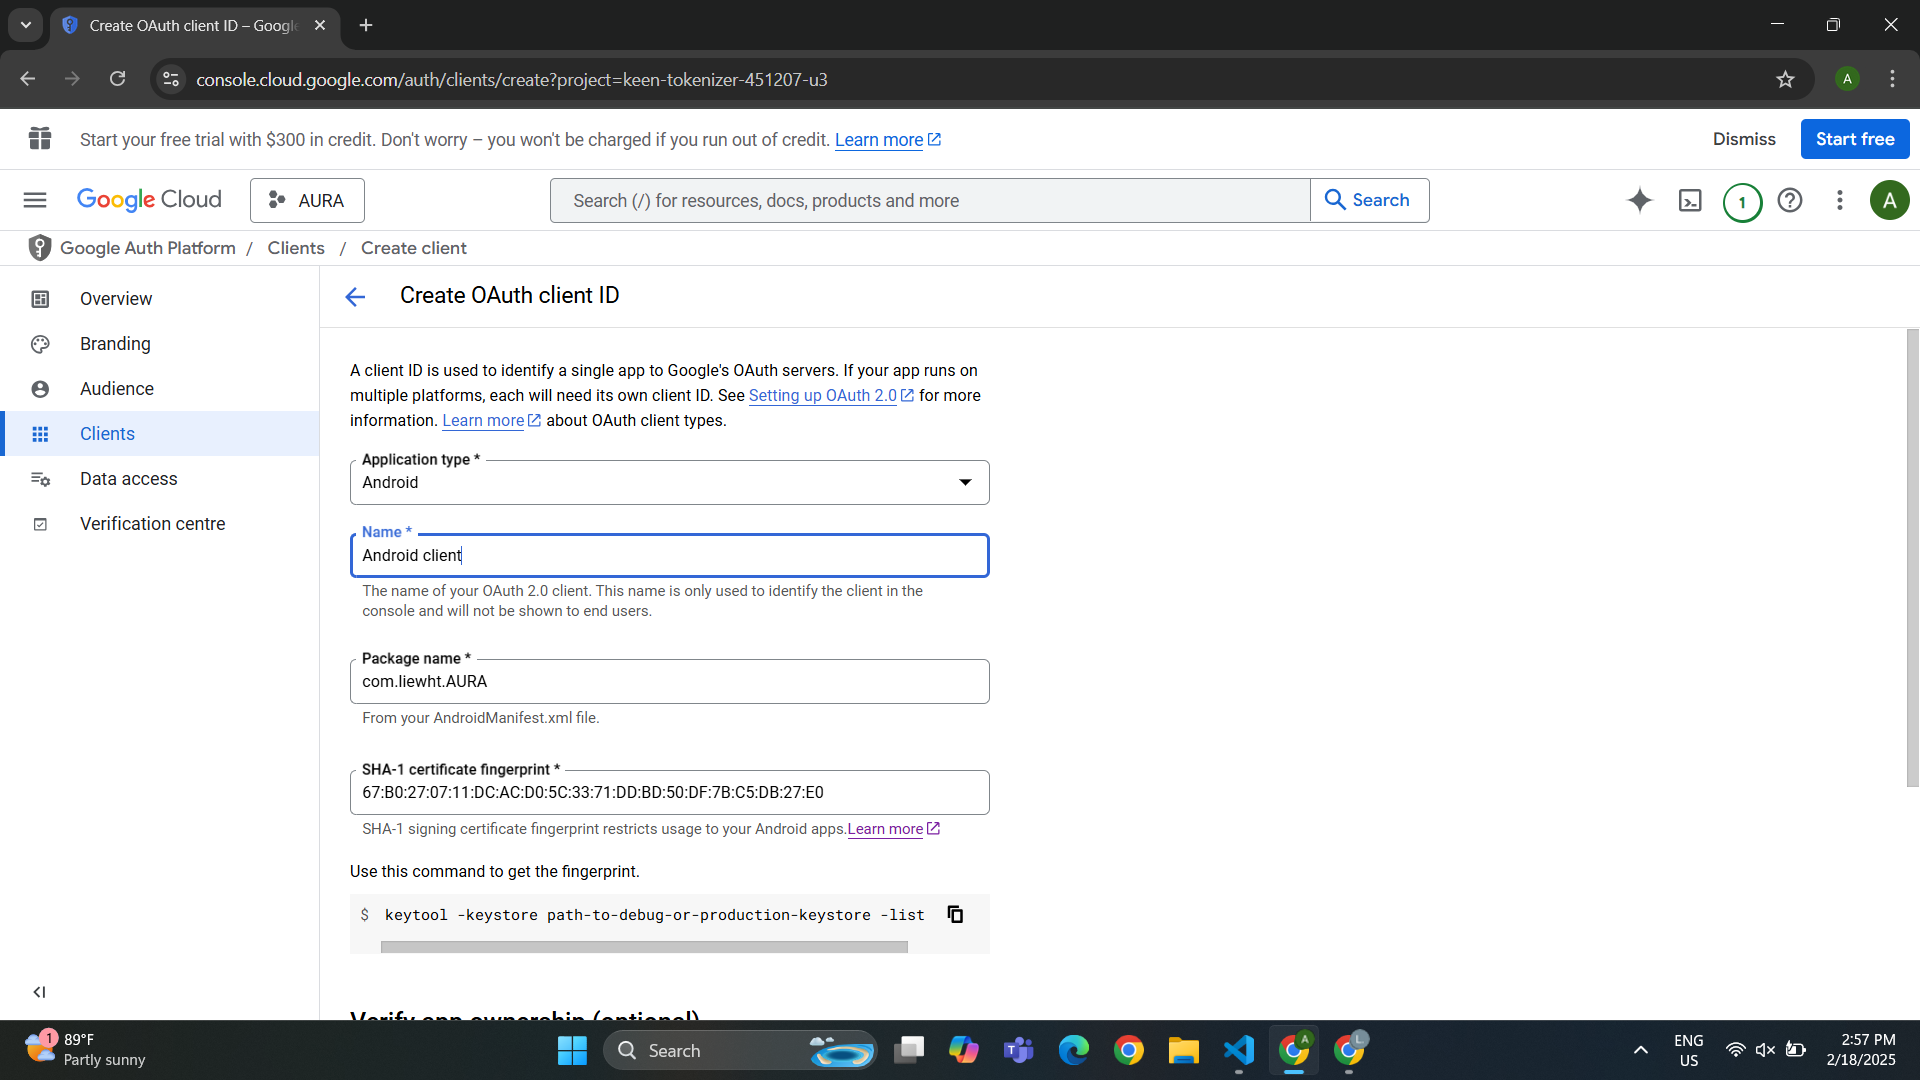 Create OAuth client ID – Google
console.cloud.google.com/auth/clients/create?project=keen-tokenizer-451207-u3
A
Start your free trial with $300 in credit. Don't worry – you won't be charged if you run out of credit. Learn more
Dismiss
Start free
Google Cloud
AURA
Search (/) for resources, docs, products and more
Search
1
A
Google Auth Platform / Clients / Create client
Overview
Branding
Audience
Clients
Data access
Verification centre
Create OAuth client ID
A client ID is used to identify a single app to Google's OAuth servers. If your app runs on
multiple platforms, each will need its own client ID. See Setting up OAuth 2.0 for more
information. Learn more about OAuth client types.
Application type *
Android
Name *
Android client
The name of your OAuth 2.0 client. This name is only used to identify the client in the
console and will not be shown to end users.
Package name *
com.liewht.AURA
From your AndroidManifest.xml file.
SHA-1 certificate fingerprint *
67:B0:27:07:11:DC:AC:D0:5C:33:71:DD:BD:50:DF:7B:C5:DB:27:E0
SHA-1 signing certificate fingerprint restricts usage to your Android apps.Learn more
Use this command to get the fingerprint.
$ keytool -keystore path-to-debug-or-production-keystore -list
Verify app ownership (optional)
1
89°F
Partly sunny
Search
A
L
ENG
US
2:57 PM
2/18/2025